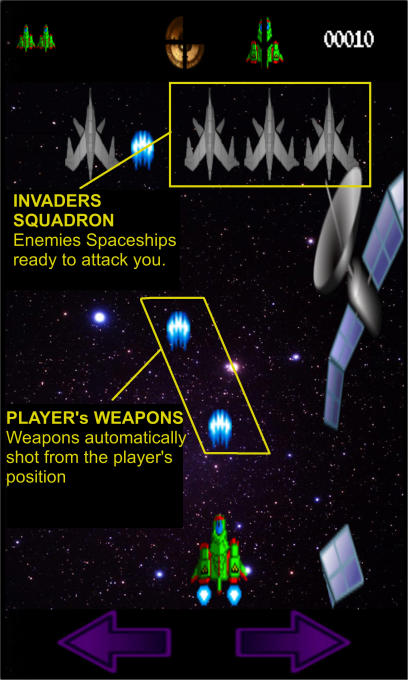 00010
INVADERS
SQUADRON
Enemies Spaceships
ready to attack you.
PLAYER's WEAPONS
Weapons automatically
shot from the player's
position